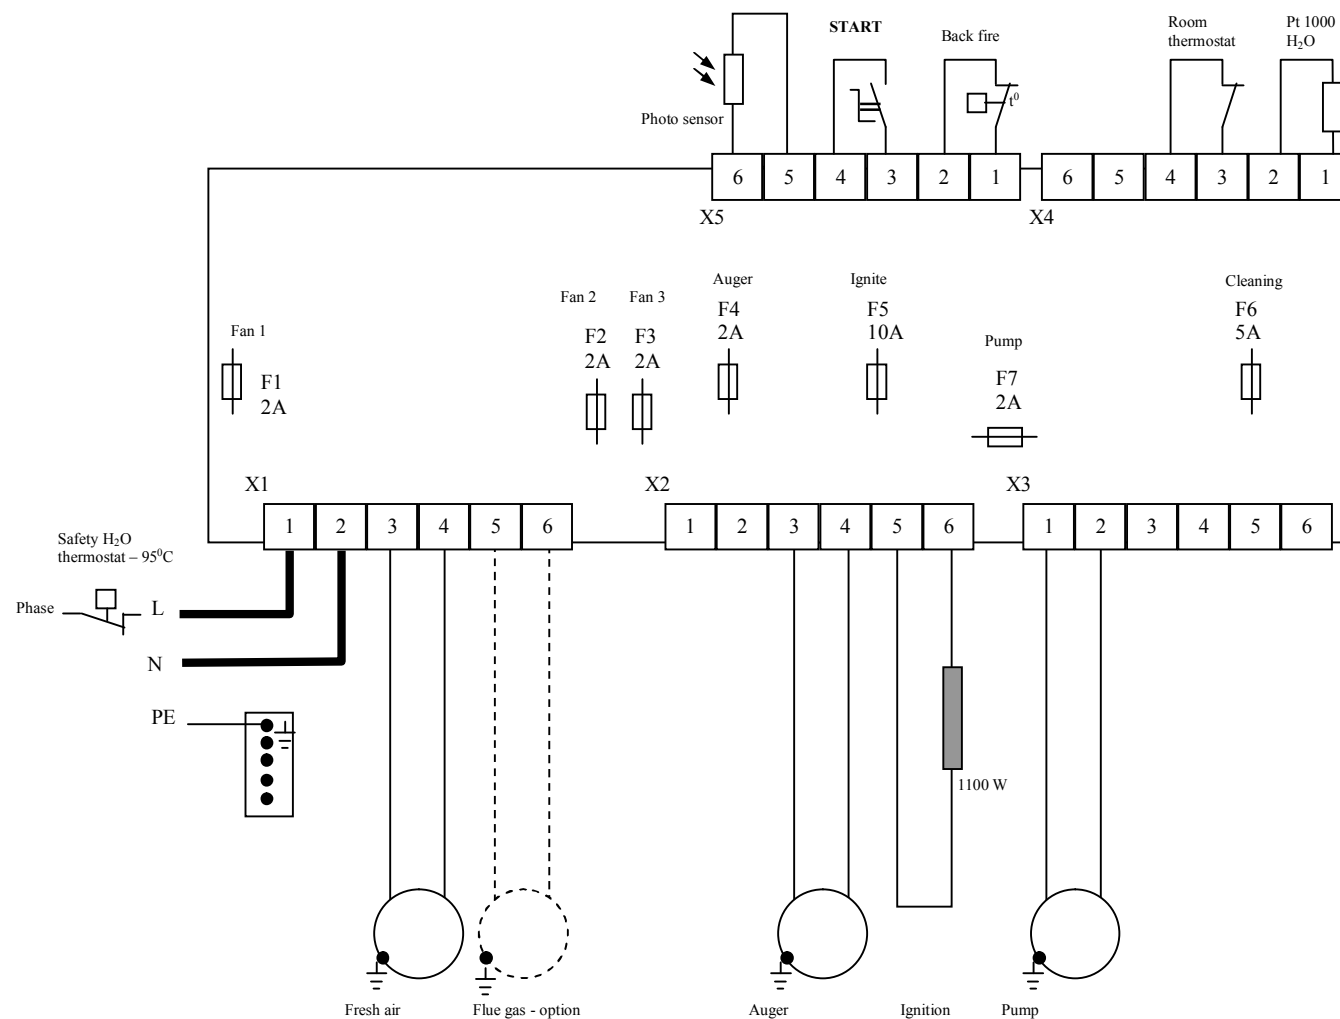 START
Back fire
Room
thermostat
Pt 1000
H₂O
t⁰
Photo sensor
6 5 4 3 2 1
6 5 4 3 2 1
X5
X4
Auger
F4
2A
Ignite
F5
10A
Cleaning
F6
5A
Fan 2
F2
2A
Fan 3
F3
2A
Fan 1
F1
2A
Pump
F7
2A
X1
X2
X3
1 2 3 4 5 6
1 2 3 4 5 6
1 2 3 4 5 6
Safety H₂O
thermostat – 95⁰C
Phase
L
N
PE
1100 W
Fresh air
Flue gas - option
Auger
Ignition
Pump